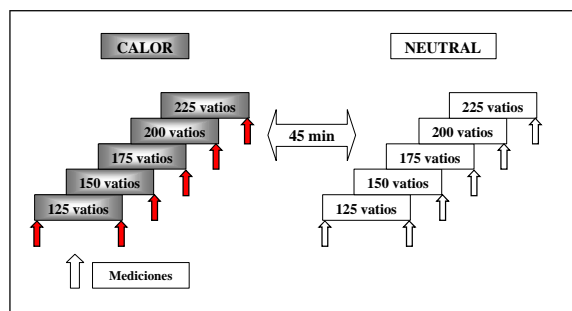 CALOR
NEUTRAL
225 vatios
200 vatios
175 vatios
150 vatios
125 vatios
45 min
225 vatios
200 vatios
175 vatios
150 vatios
125 vatios
Mediciones